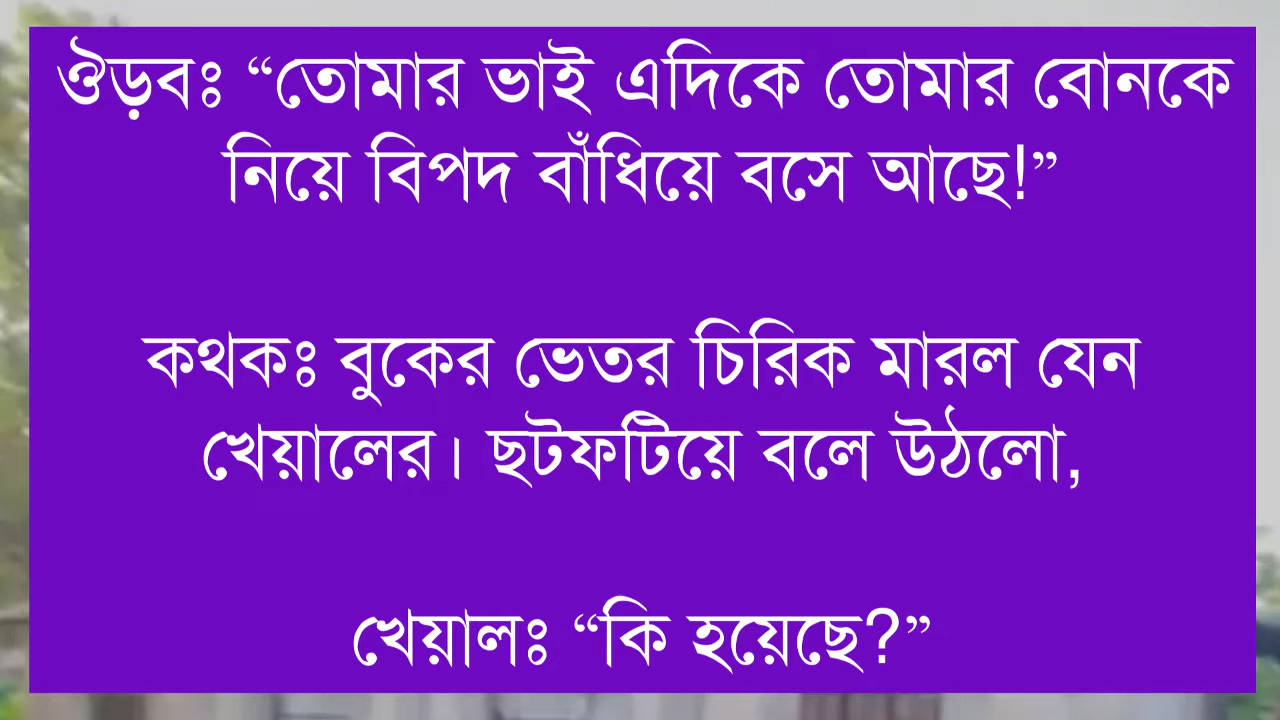 ঔড়বঃ “তোমার ভাই এদিকে তোমার বোনকে
নিয়ে বিপদ বাঁধিয়ে বসে আছে!”
কথকঃ বুকের ভেতর চিরিক মারল যেন
খেয়ালের। ছটফটিয়ে বলে উঠলো,
খেয়ালঃ “কি হয়েছে?”